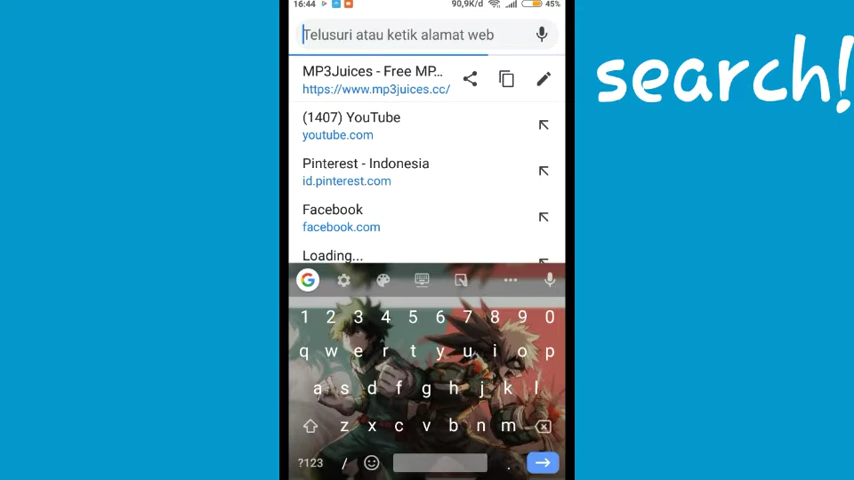 16:44 90,9K/d 45%
Telusuri atau ketik alamat web
search!
MP3Juices - Free MP...
https://www.mp3juices.cc/
(1407) YouTube
youtube.com
Pinterest - Indonesia
id.pinterest.com
Facebook
facebook.com
Loading...
G
1 2 3 4 5 6 7 8 9 0
q w e r t y u i o p
a s d f g h j k l
z x c v b n m
?123 / .